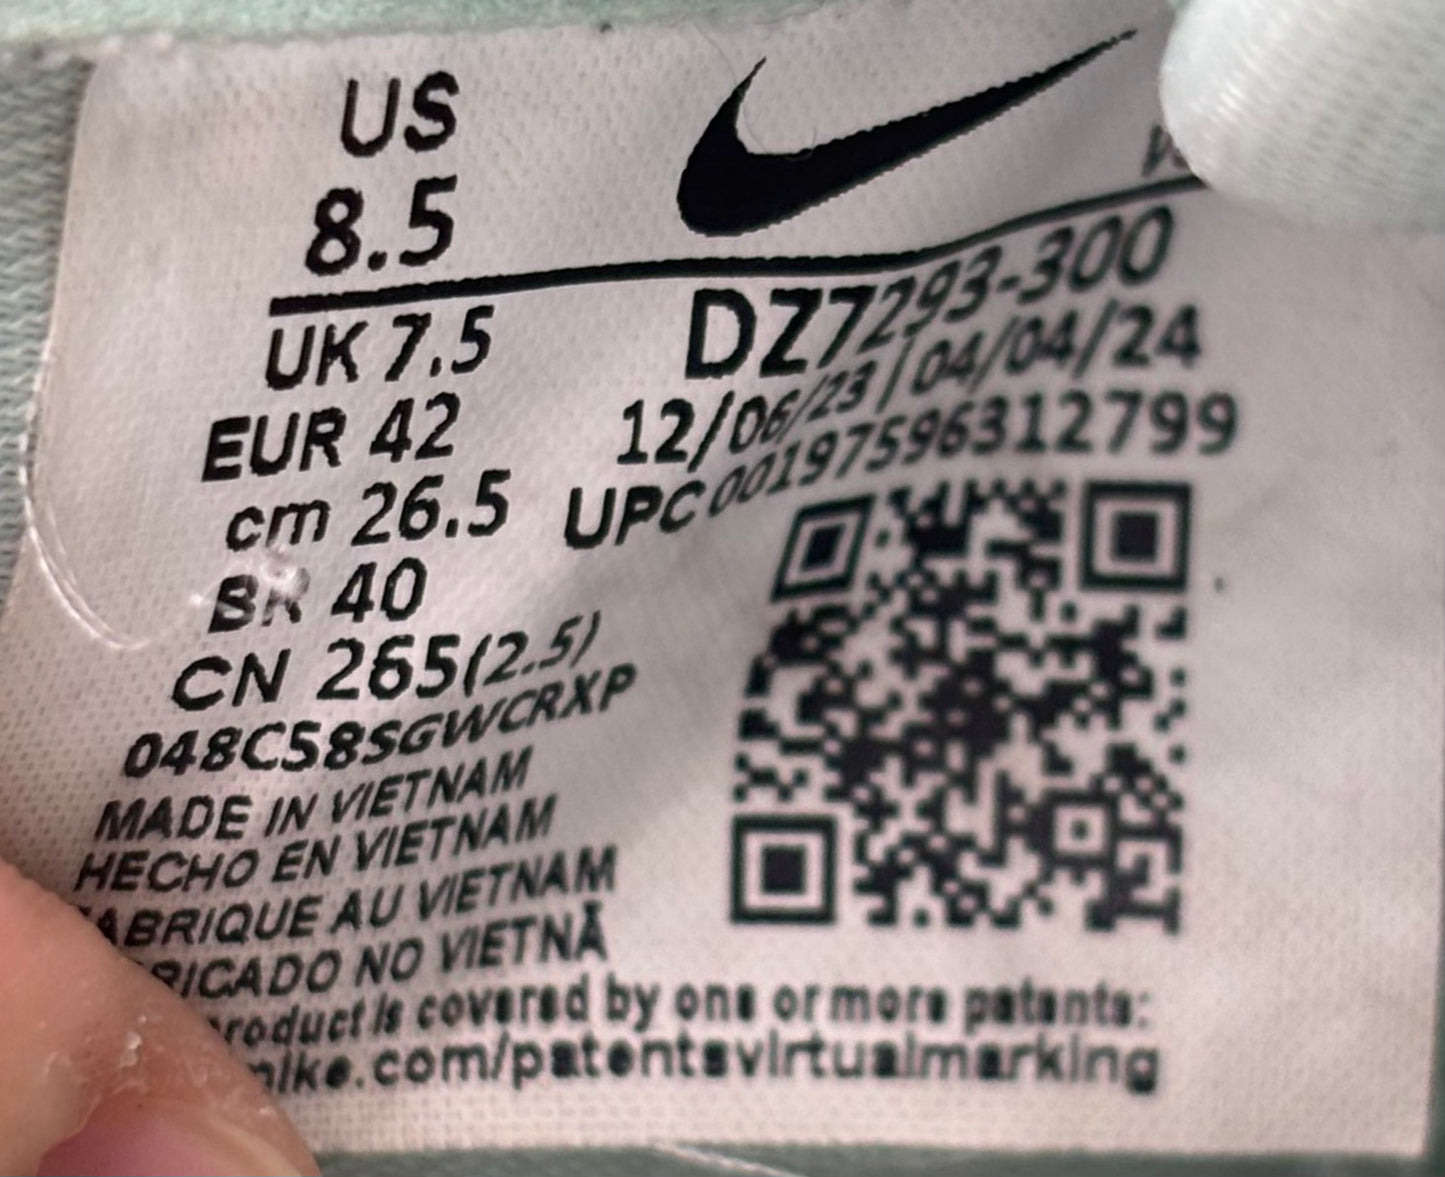 US
8.5
UK 7.5
EUR 42
cm 26.5
BR 40
CN 265(2.5)
048C58SGWCRXP
MADE IN VIETNAM
HECHO EN VIETNAM
FABRIQUE AU VIETNAM
RICADO NO VIETNÃ
product is covered by one or more patents:
nike.com/patentsvirtualmarking
DZ7293-300
12/06/23 | 04/04/24
UPC 00197596312799